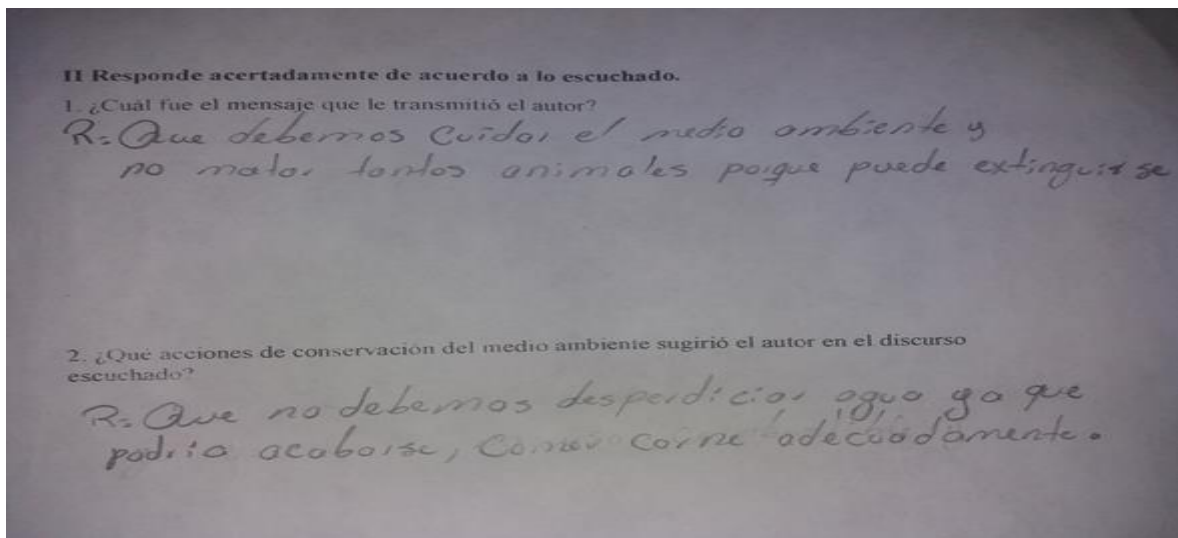 II Responde acertadamente de acuerdo a lo escuchado.
1. ¿Cuál fue el mensaje que le transmitió el autor?
R= Que debemos cuidar el medio ambiente y
no matar tantos animales porque puede extinguirse
2. ¿Qué acciones de conservación del medio ambiente sugirió el autor en el discurso
escuchado?
R= Que no debemos desperdiciar agua ya que
podría acabarse, Comer carne adecuadamente.